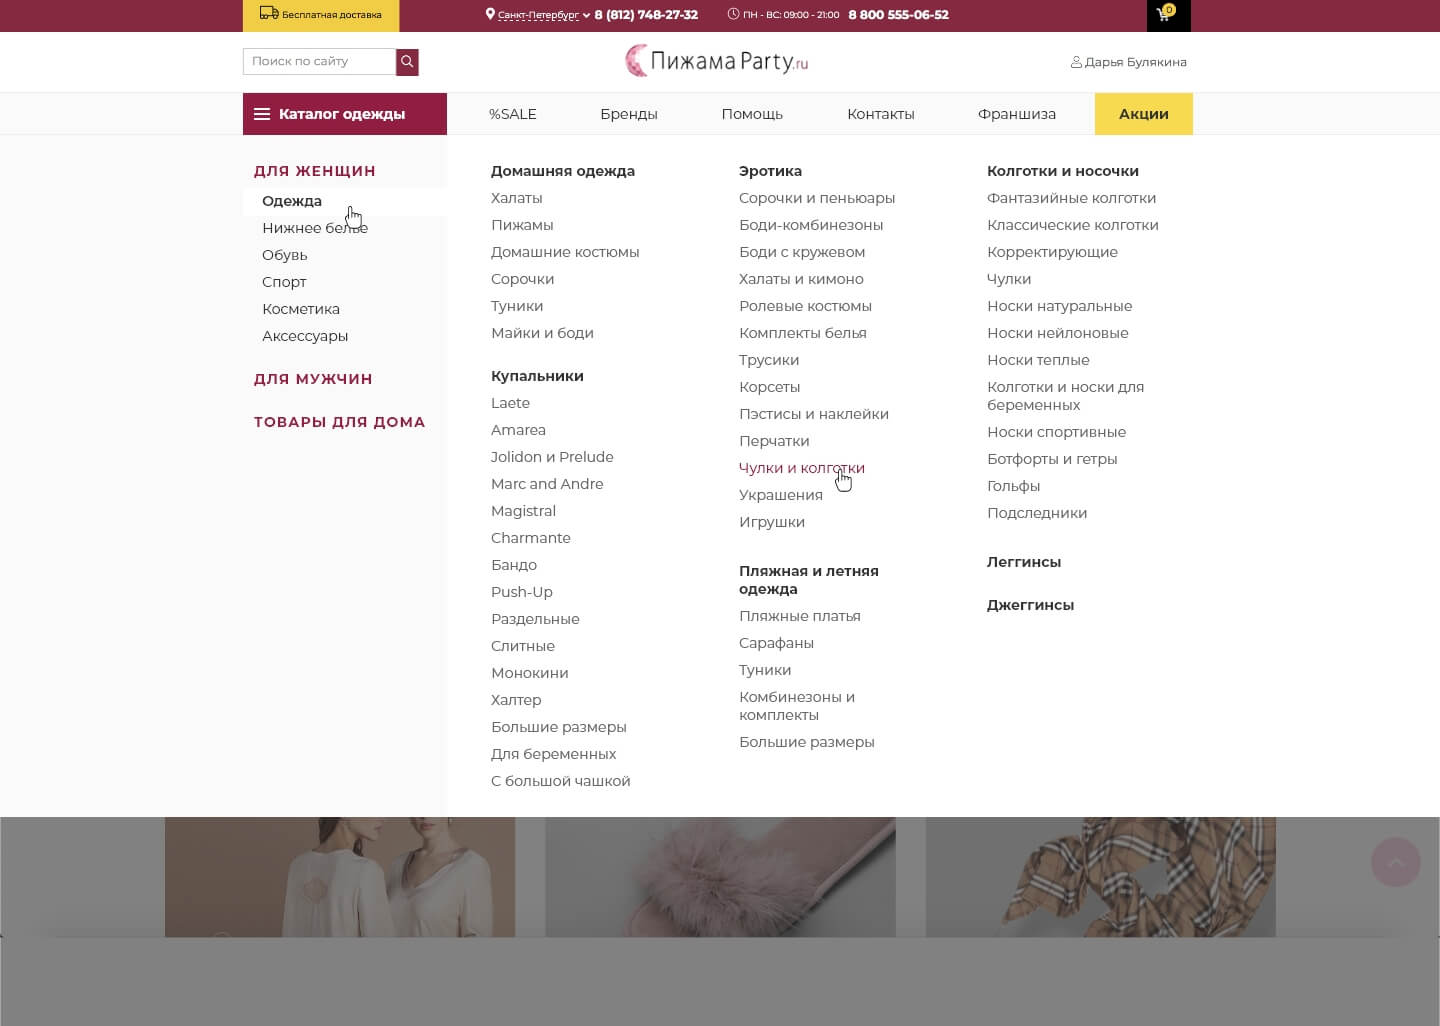 Бесплатная доставка
Санкт-Петербург 8 (812) 748-27-32
ПН - ВС: 09:00 - 21:00 8 800 555-06-52
0
Поиск по сайту
Пижама Party.ru
Дарья Булякина
Каталог одежды
%SALE
Бренды
Помощь
Контакты
Франшиза
Акции
ДЛЯ ЖЕНЩИН
Одежда
Нижнее белье
Обувь
Спорт
Косметика
Аксессуары
ДЛЯ МУЖЧИН
ТОВАРЫ ДЛЯ ДОМА
Домашняя одежда
Халаты
Пижамы
Домашние костюмы
Сорочки
Туники
Майки и боди
Купальники
Laete
Amarea
Jolidon и Prelude
Marc and Andre
Magistral
Charmante
Бандо
Push-Up
Раздельные
Слитные
Монокини
Халтер
Большие размеры
Для беременных
С большой чашкой
Эротика
Сорочки и пеньюары
Боди-комбинезоны
Боди с кружевом
Халаты и кимоно
Ролевые костюмы
Комплекты белья
Трусики
Корсеты
Пэстисы и наклейки
Перчатки
Чулки и колготки
Украшения
Игрушки
Пляжная и летняя
одежда
Пляжные платья
Сарафаны
Туники
Комбинезоны и
комплекты
Большие размеры
Колготки и носочки
Фантазийные колготки
Классические колготки
Корректирующие
Чулки
Носки натуральные
Носки нейлоновые
Носки теплые
Колготки и носки для
беременных
Носки спортивные
Ботфорты и гетры
Гольфы
Подследники
Леггинсы
Джеггинсы